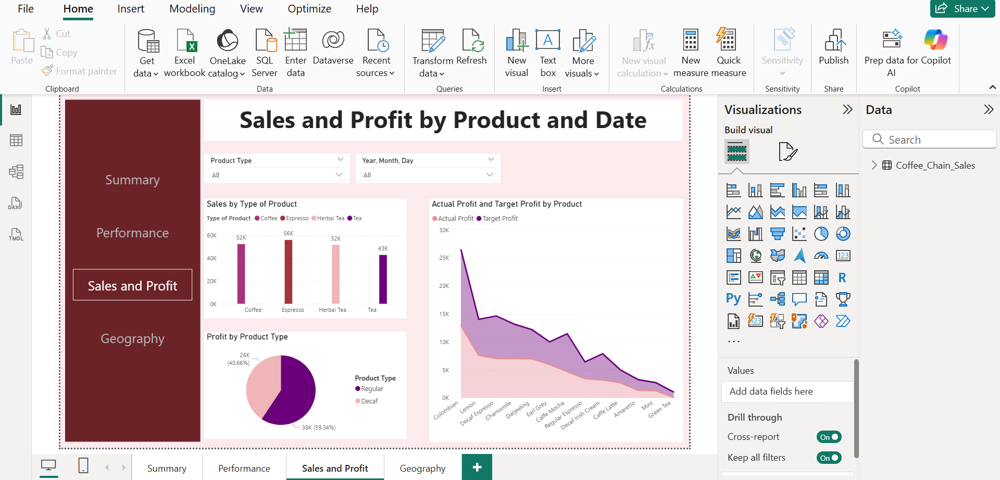 File Home Insert Modeling View Optimize Help Share
Paste
Cut
Copy
Format painter
Clipboard
Get data
Excel workbook
OneLake catalog
SQL Server
Enter data
Dataverse
Recent sources
Data
Transform data
Refresh
Queries
New visual
A
Text box
More visuals
Insert
fx
New visual calculation
New measure
Quick measure
Calculations
Sensitivity
Sensitivity
Publish
Share
Prep data for AI
Copilot
Copilot
DAX
TMDL
Summary
Performance
Sales and Profit
Geography
Sales and Profit by Product and Date
Product Type
All
Year, Month, Day
All
Sales by Type of Product
Type of Product Coffee Espresso Herbal Tea Tea
60K
40K
20K
0K
52K
56K
52K
43K
Coffee Espresso Herbal Tea Tea
Profit by Product Type
26K
(40.66%)
38K (59.34%)
Product Type
Regular
Decaf
Actual Profit and Target Profit by Product
Actual Profit Target Profit
30K
25K
20K
15K
10K
5K
0K
Colombian
Lemon
Decaf Espresso
Chamomile
Darjeeling
Earl Grey
Caffe Mocha
Regular Espresso
Decaf Irish Cream
Caffe Latte
Amaretto
Mint
Green Tea
Visualizations
Build visual
123
R
Py
123
...
Values
Add data fields here
Drill through
Cross-report On
Keep all filters On
Data
Search
Coffee_Chain_Sales
Summary Performance Sales and Profit Geography +